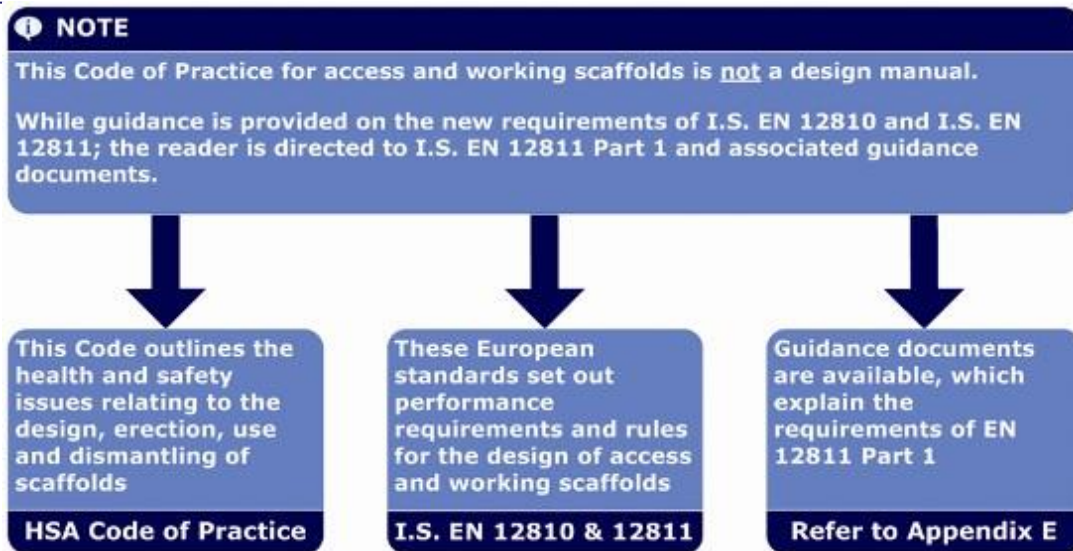 NOTE
This Code of Practice for access and working scaffolds is not a design manual.
While guidance is provided on the new requirements of I.S. EN 12810 and I.S. EN
12811; the reader is directed to I.S. EN 12811 Part 1 and associated guidance
documents.
This Code outlines the
health and safety
issues relating to the
design, erection, use
and dismantling of
scaffolds
HSA Code of Practice
These European
standards set out
performance
requirements and rules
for the design of access
and working scaffolds
I.S. EN 12810 & 12811
Guidance documents
are available, which
explain the
requirements of EN
12811 Part 1
Refer to Appendix E